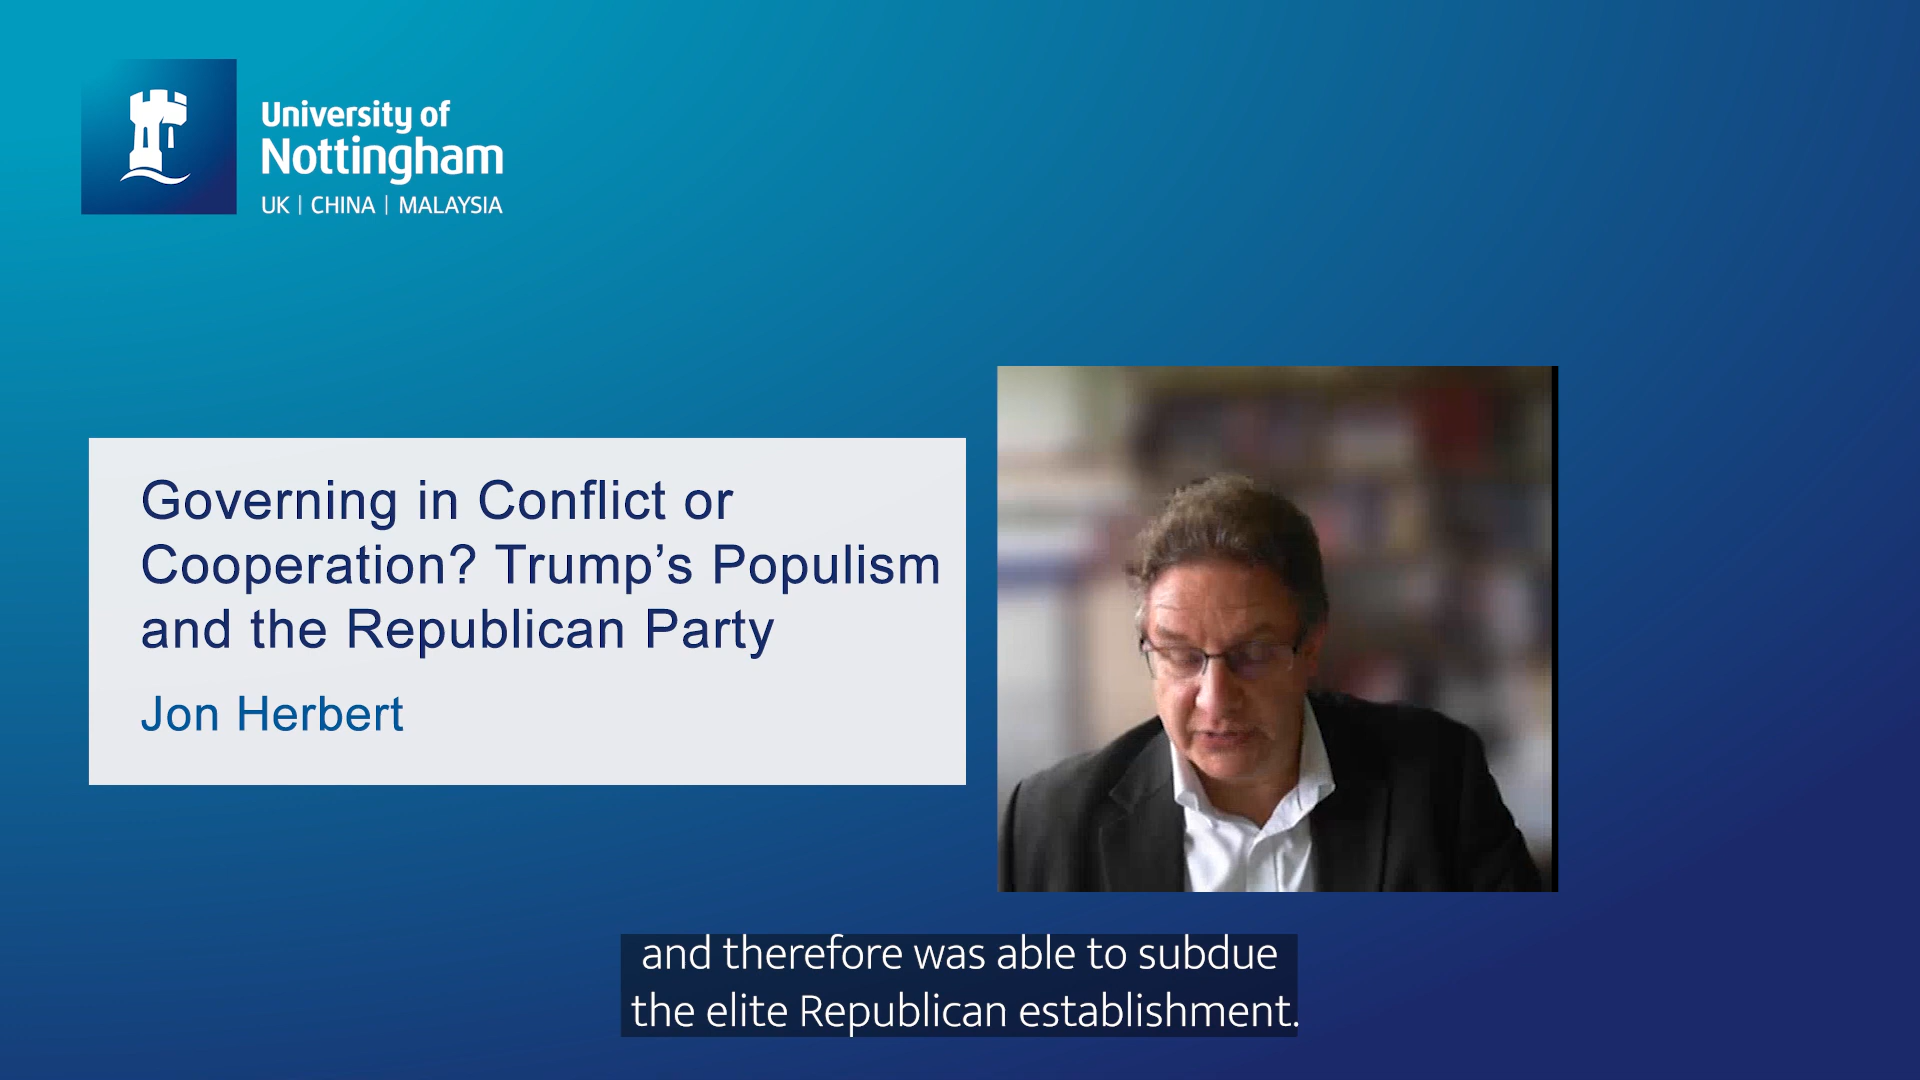 University of
Nottingham
UK | CHINA | MALAYSIA
Governing in Conflict or
Cooperation? Trump’s Populism
and the Republican Party
Jon Herbert
and therefore was able to subdue
the elite Republican establishment.